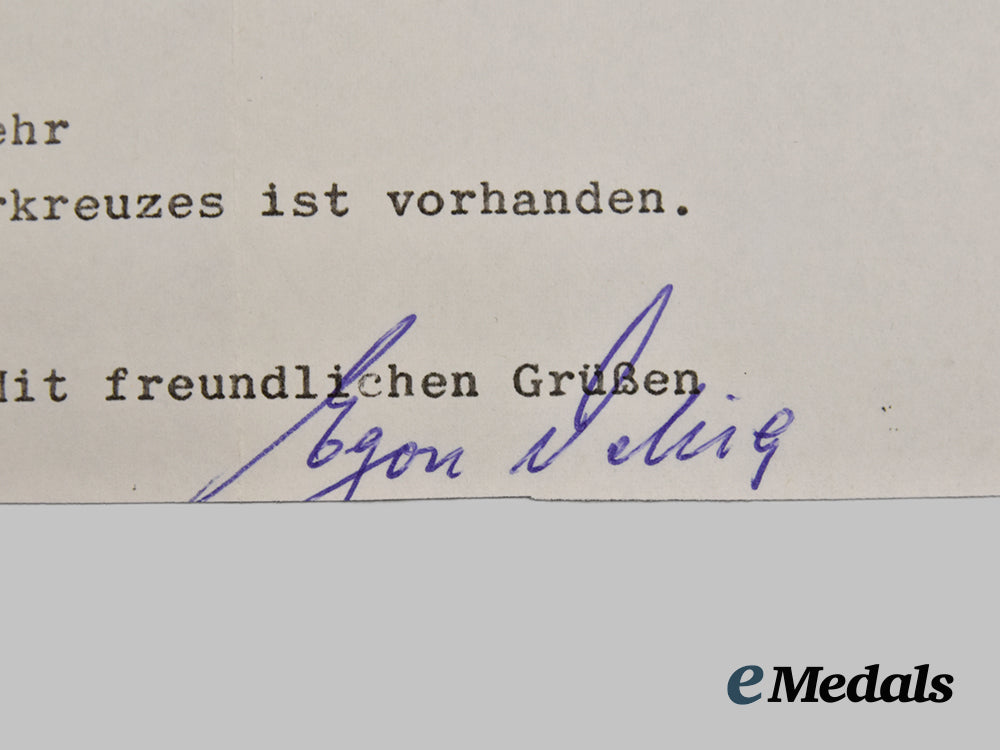 ehr
rkreuzes ist vorhanden.
Mit freundlichen Grüßen
Egon
eMedals